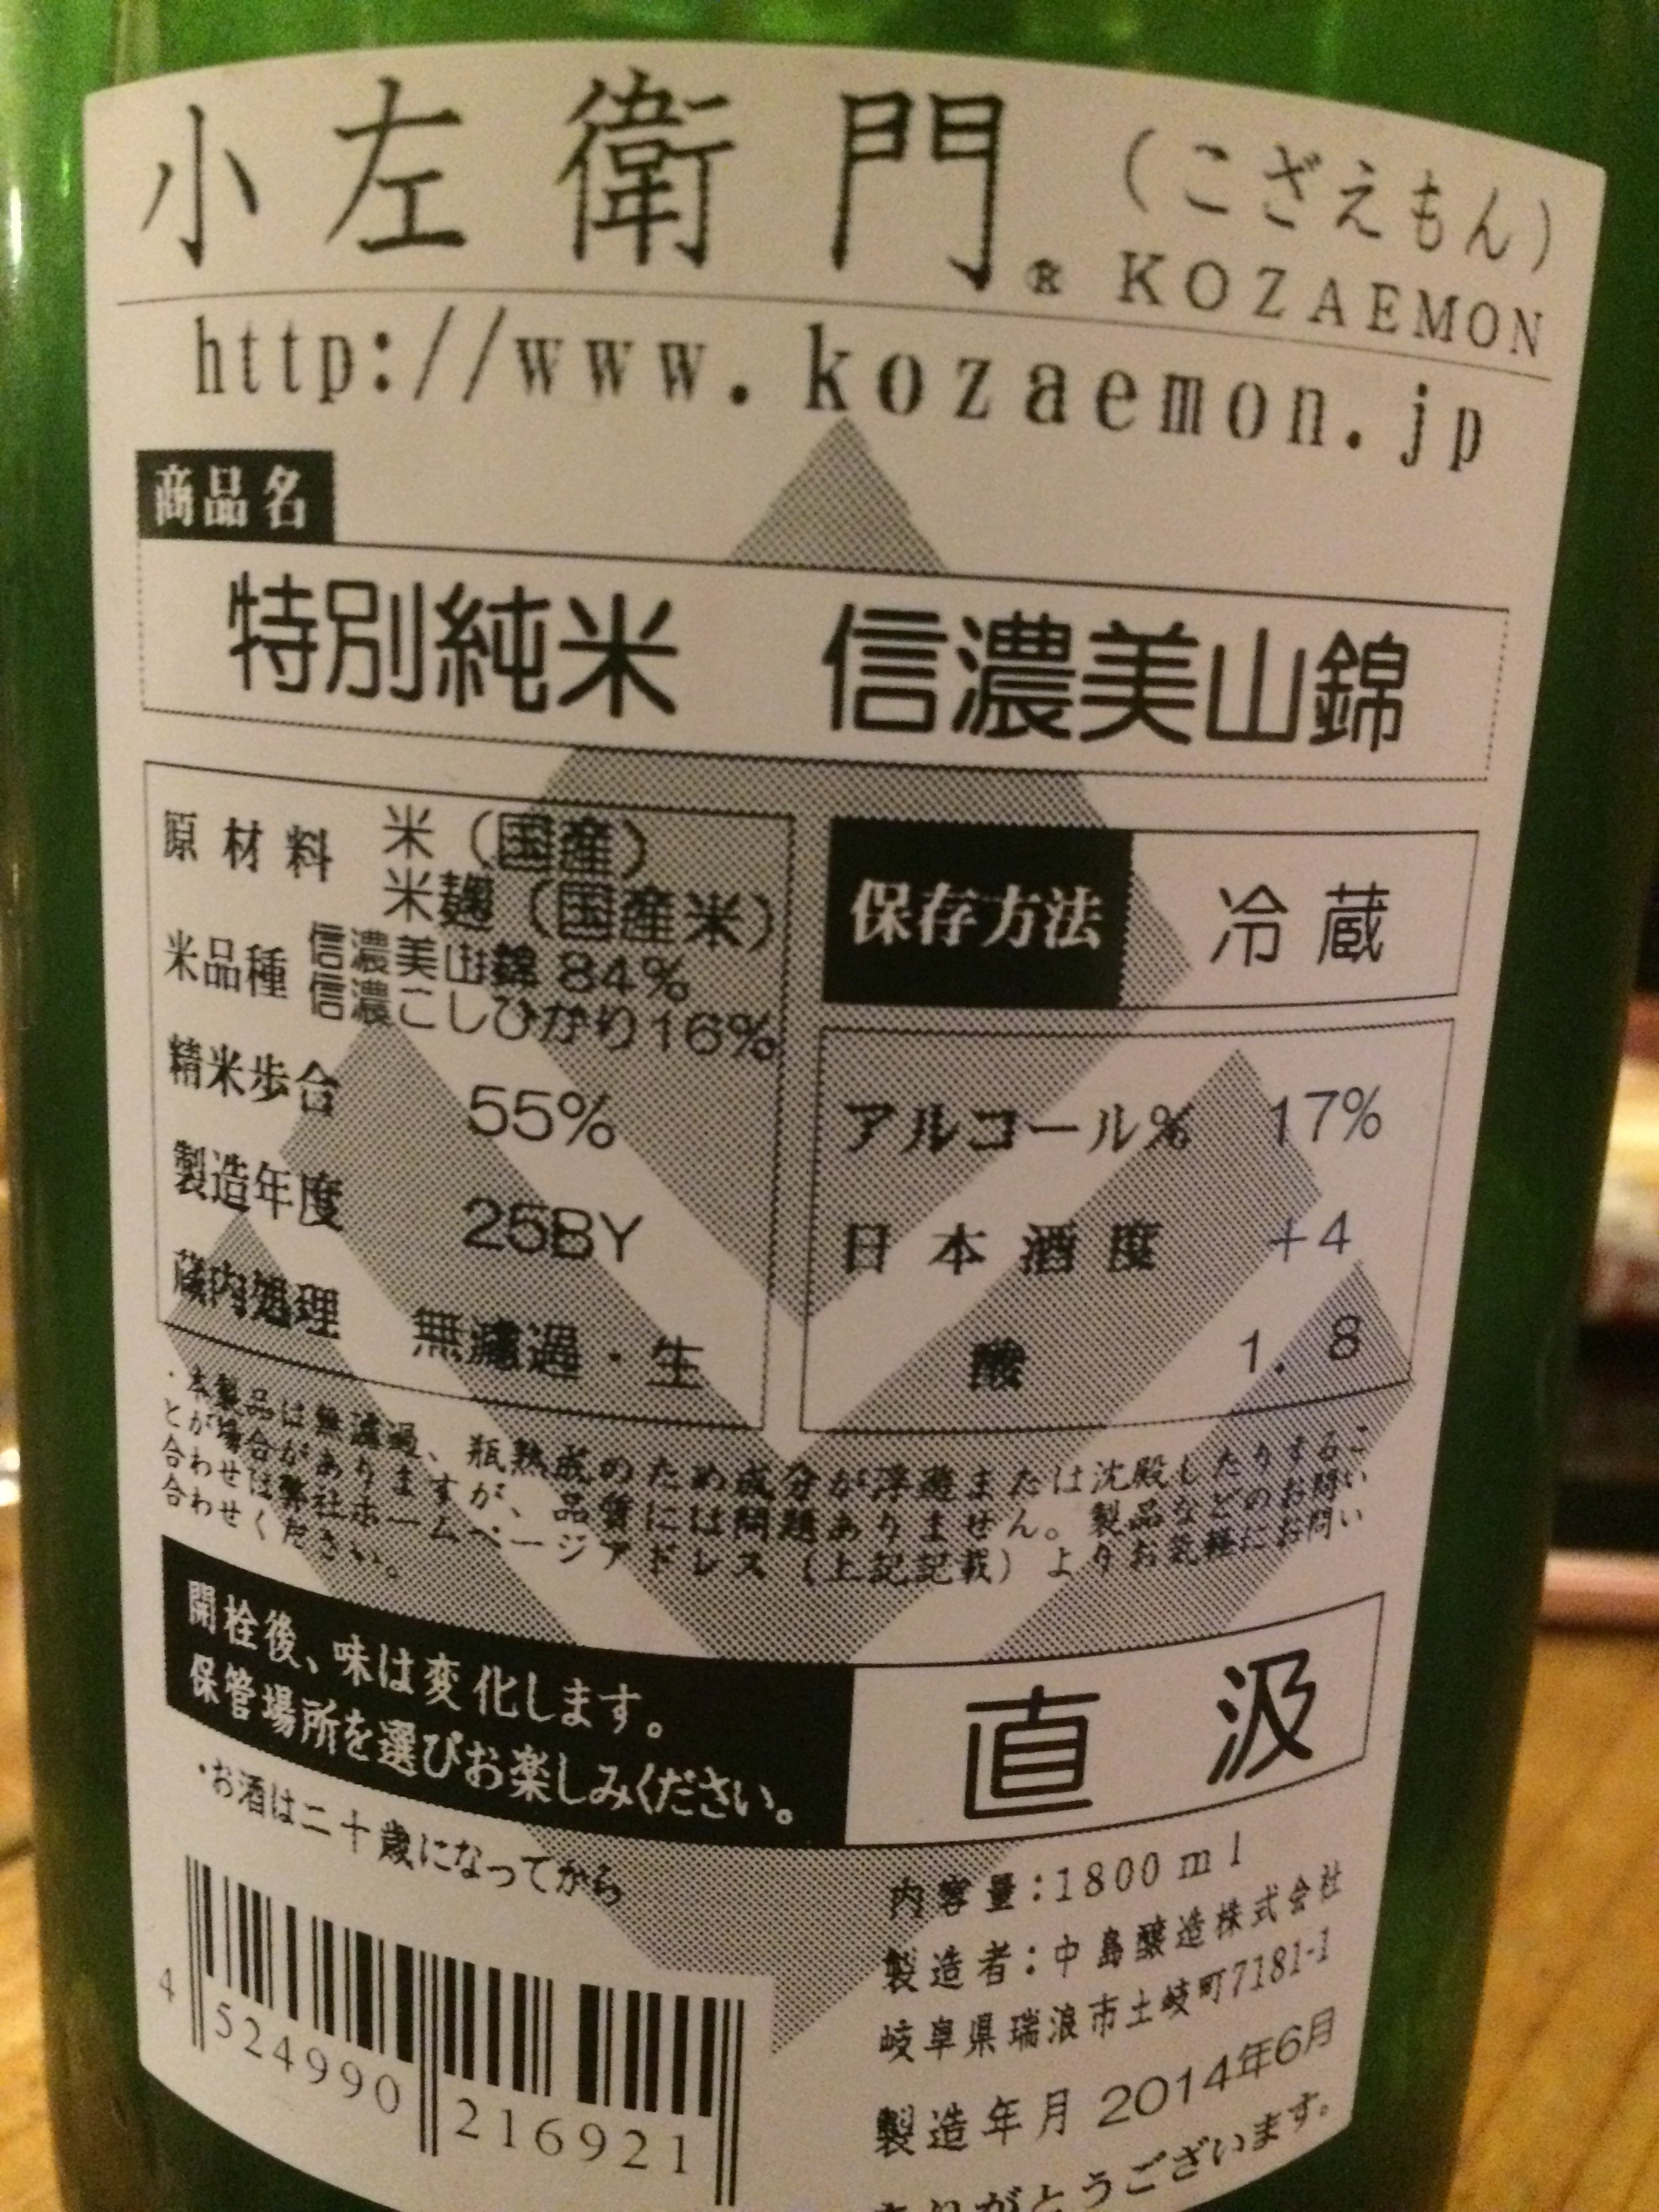 小左衛門® (こざえもん)
KOZAEMON
http://www.kozaemon.jp
商品名
特別純米 信濃美山錦
原材料 米(国産)
米麹(国産米)
米品種 信濃美山錦 84%
信濃こしひかり16%
精米歩合 55%
製造年度 25BY
蔵内処理 無濾過・生
保存方法 冷蔵
アルコール% 17%
日本酒度 +4
酸 1.8
・本製品は無濾過、瓶熟成のため成分が浮遊または沈殿したりするこ
とが場合がありますが、品質には問題ありません。製品などのお問い
合わせは弊社ホームページアドレス(上記記載)よりお気軽にお問い
合わせください。
開栓後、味は変化します。
保管場所を選びお楽しみください。
直汲
・お酒は二十歳になってから
4 524990 216921
内容量:1800ml
製造者:中島醸造株式会社
岐阜県瑞浪市土岐町7181-1
製造年月 2014年6月
ありがとうございます。